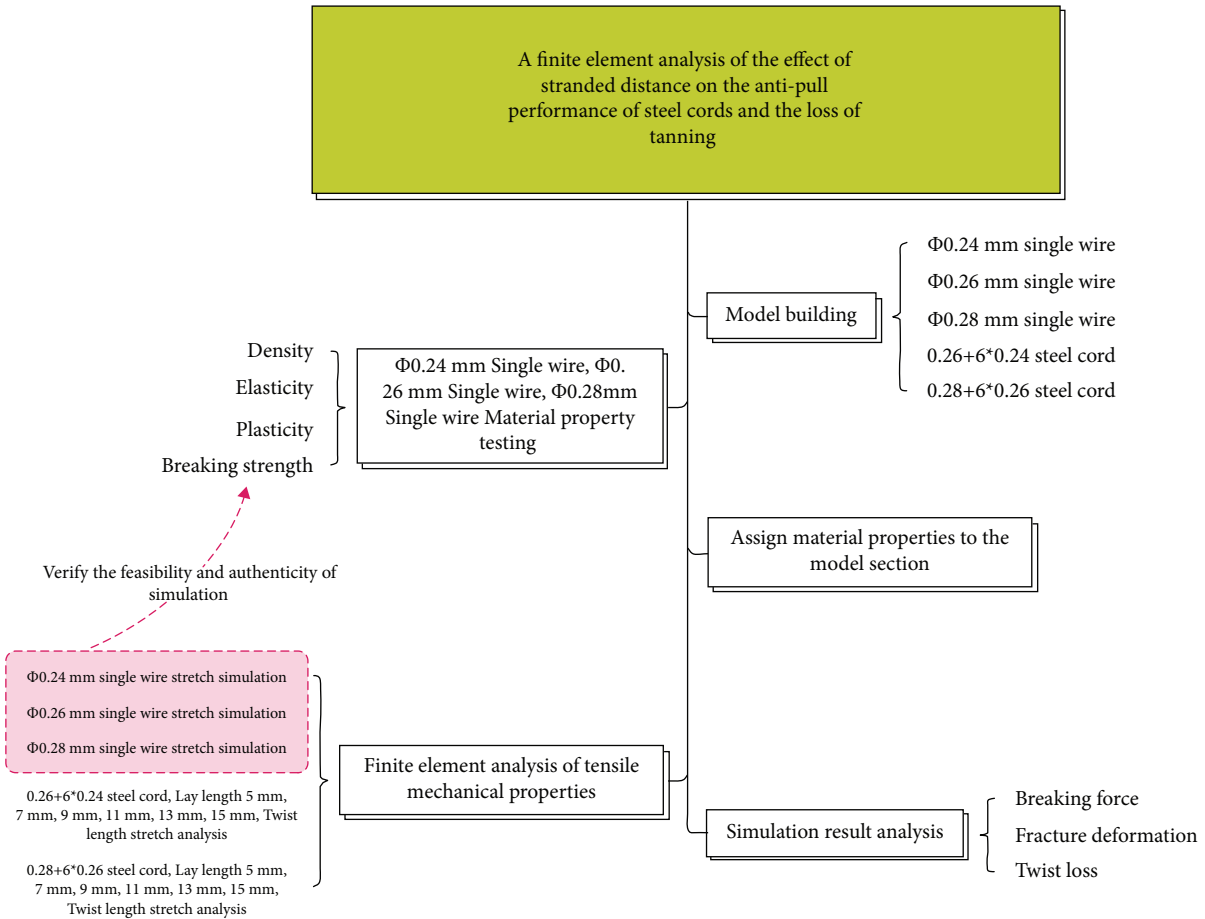 A finite element analysis of the effect of
stranded distance on the anti-pull
performance of steel cords and the loss of
tanning
Φ0.24 mm single wire
Φ0.26 mm single wire
Φ0.28 mm single wire
0.26+6*0.24 steel cord
0.28+6*0.26 steel cord
Model building
Density
Elasticity
Plasticity
Breaking strength
Φ0.24 mm Single wire, Φ0.
26 mm Single wire, Φ0.28mm
Single wire Material property
testing
Assign material properties to the
model section
Verify the feasibility and authenticity of
simulation
Φ0.24 mm single wire stretch simulation
Φ0.26 mm single wire stretch simulation
Φ0.28 mm single wire stretch simulation
0.26+6*0.24 steel cord, Lay length 5 mm,
7 mm, 9 mm, 11 mm, 13 mm, 15 mm, Twist
length stretch analysis
0.28+6*0.26 steel cord, Lay length 5 mm,
7 mm, 9 mm, 11 mm, 13 mm, 15 mm,
Twist length stretch analysis
Finite element analysis of tensile
mechanical properties
Simulation result analysis
Breaking force
Fracture deformation
Twist loss